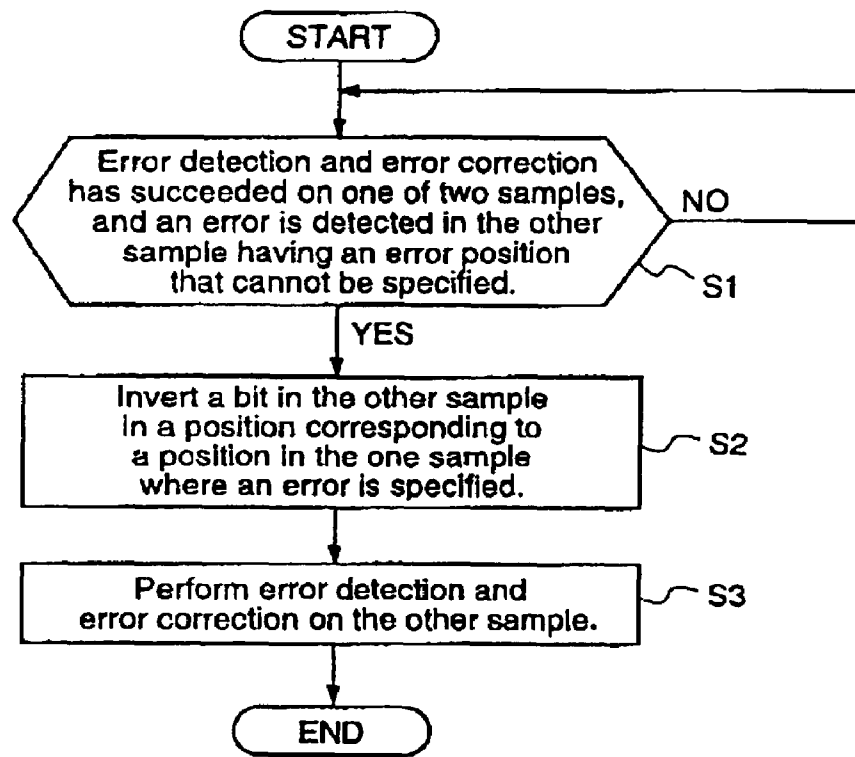 START
Error detection and error correction
has succeeded on one of two samples,
and an error is detected in the other
sample having an error position
that cannot be specified.
NO
S1
YES
Invert a bit in the other sample
in a position corresponding to
a position in the one sample
where an error is specified.
S2
Perform error detection and
error correction on the other sample.
S3
END